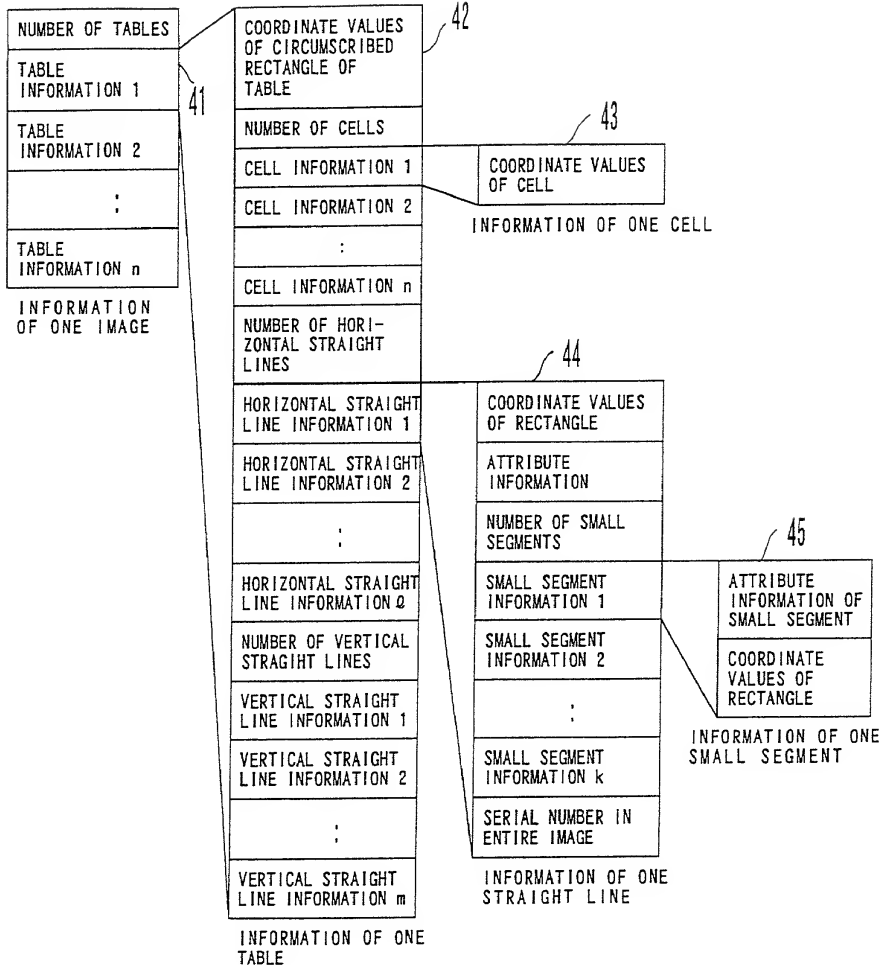 NUMBER OF TABLES
TABLE
INFORMATION 1
TABLE
INFORMATION 2
:
TABLE
INFORMATION n
INFORMATION
OF ONE IMAGE
41
COORDINATE VALUES
OF CIRCUMSCRIBED
RECTANGLE OF
TABLE
NUMBER OF CELLS
CELL INFORMATION 1
CELL INFORMATION 2
:
CELL INFORMATION n
NUMBER OF HORI-
ZONTAL STRAIGHT
LINES
HORIZONTAL STRAIGHT
LINE INFORMATION 1
HORIZONTAL STRAIGHT
LINE INFORMATION 2
:
HORIZONTAL STRAIGHT
LINE INFORMATION ℓ
NUMBER OF VERTICAL
STRAGIHT LINES
VERTICAL STRAIGHT
LINE INFORMATION 1
VERTICAL STRAIGHT
LINE INFORMATION 2
:
VERTICAL STRAIGHT
LINE INFORMATION m
INFORMATION OF ONE
TABLE
42
43
COORDINATE VALUES
OF CELL
INFORMATION OF ONE CELL
44
COORDINATE VALUES
OF RECTANGLE
ATTRIBUTE
INFORMATION
NUMBER OF SMALL
SEGMENTS
SMALL SEGMENT
INFORMATION 1
SMALL SEGMENT
INFORMATION 2
:
SMALL SEGMENT
INFORMATION k
SERIAL NUMBER IN
ENTIRE IMAGE
INFORMATION OF ONE
STRAIGHT LINE
45
ATTRIBUTE
INFORMATION OF
SMALL SEGMENT
COORDINATE
VALUES OF
RECTANGLE
INFORMATION OF ONE
SMALL SEGMENT